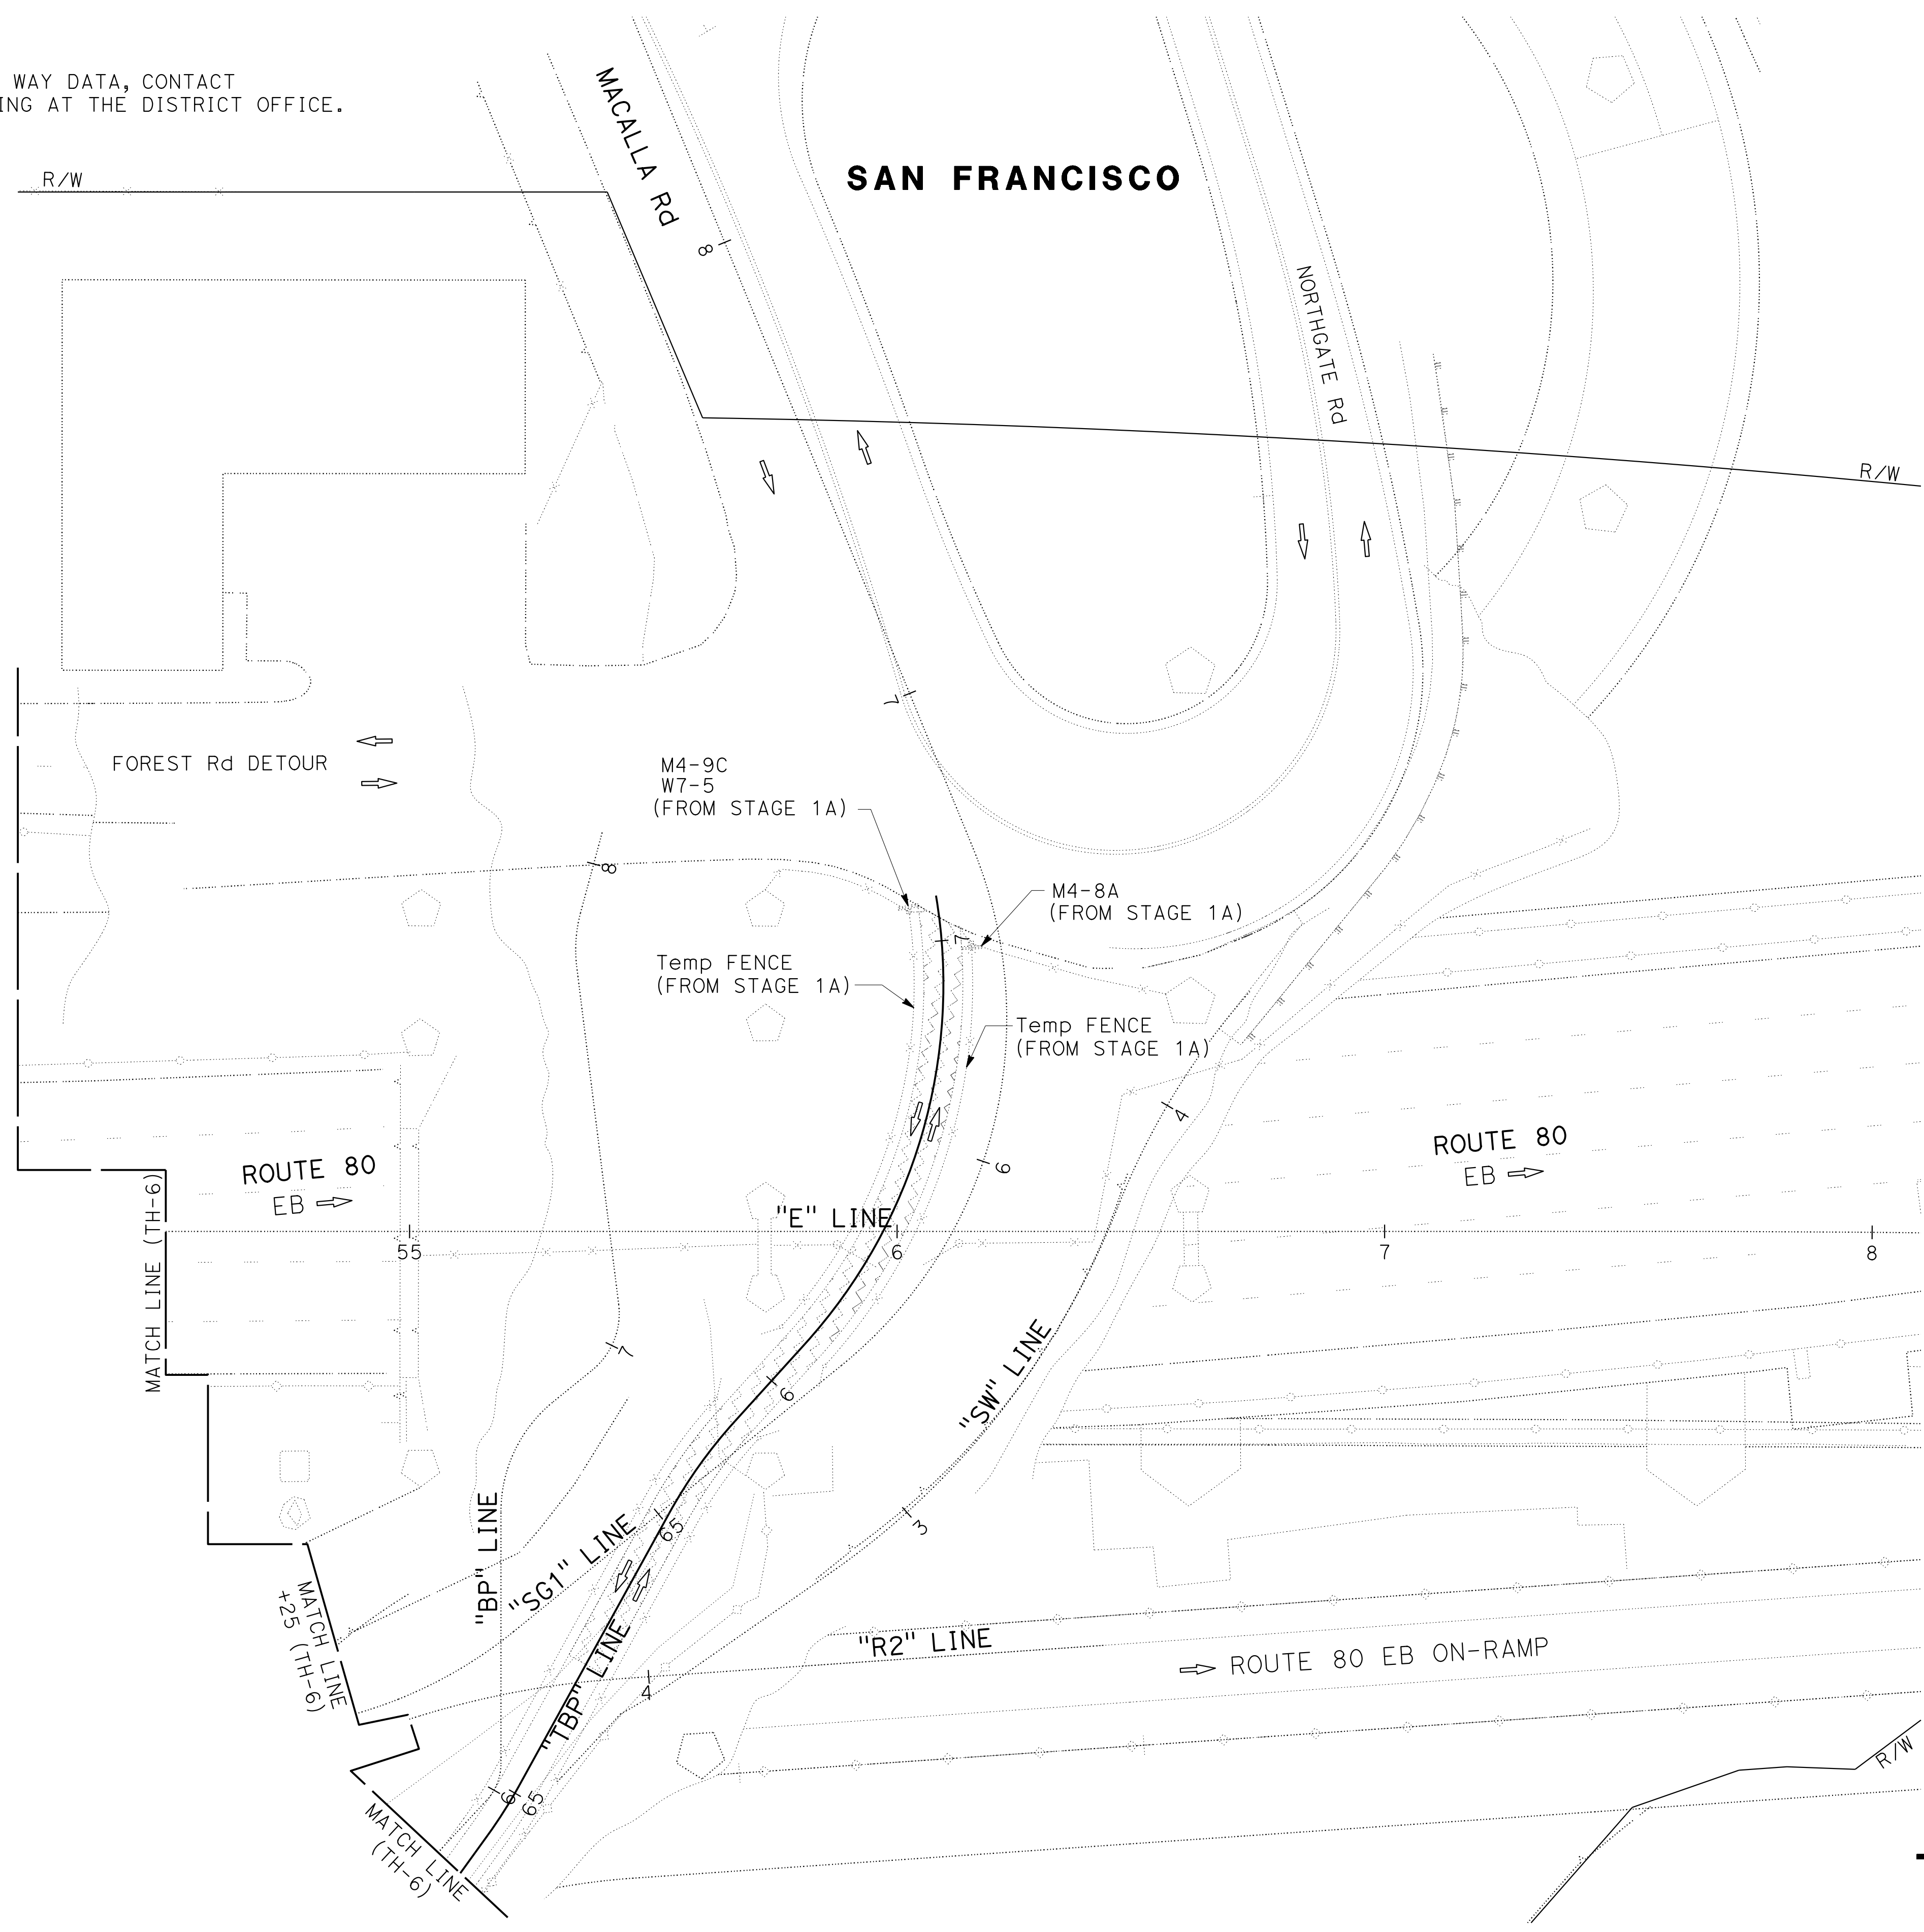 WAY DATA, CONTACT
ING AT THE DISTRICT OFFICE.
MACALLA Rd
SAN FRANCISCO
R/W
8
NORTHGATE Rd
R/W
7
FOREST Rd DETOUR
M4-9C
W7-5
(FROM STAGE 1A)
8
M4-8A
(FROM STAGE 1A)
7
Temp FENCE
(FROM STAGE 1A)
Temp FENCE
(FROM STAGE 1A)
4
ROUTE 80
EB
ROUTE 80
EB
6
MATCH LINE (TH-6)
"E" LINE
55
6
7
8
7
6
"SW" LINE
3
"BP" LINE
"SG1" LINE
65
MATCH LINE
+25 (TH-6)
"TBP" LINE
4
"R2" LINE
ROUTE 80 EB ON-RAMP
R/W
6
65
MATCH LINE
(TH-6)